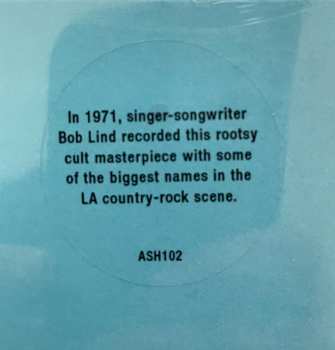 In 1971, singer-songwriter
Bob Lind recorded this rootsy
cult masterpiece with some
of the biggest names in the
LA country-rock scene.
ASH102